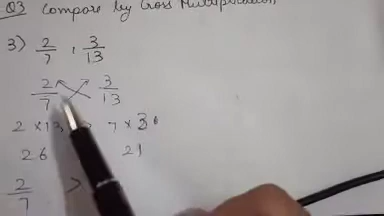 Q3 Compare by Cross Multiplication
3) 2/7 , 3/13
2/7 3/13
2 × 13 7 × 3
26 21
2/7 >